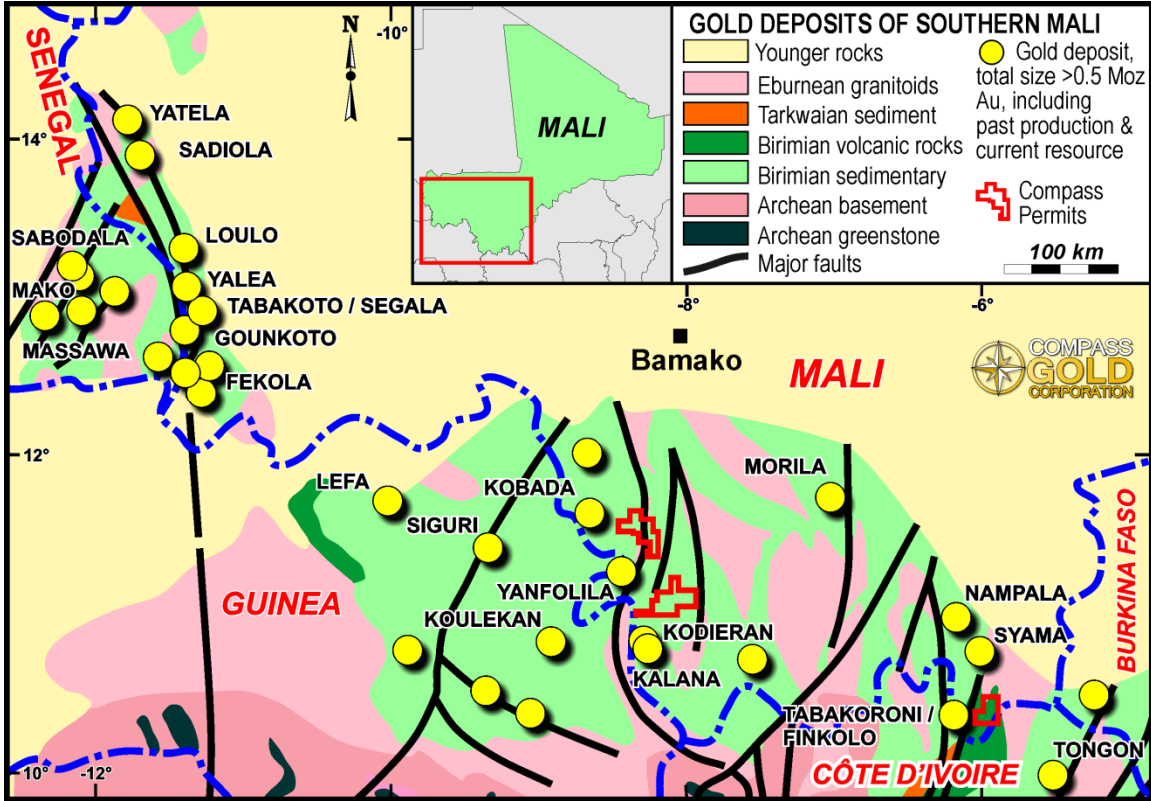 SENEGAL
-10°
N
14°
YATELA
SADIOLA
SABODALA
LOULO
MAKO
YALEA
TABAKOTO / SEGALA
GOUNKOTO
MASSAWA
FEKOLA
MALI
GOLD DEPOSITS OF SOUTHERN MALI
Younger rocks
Eburnean granitoids
Tarkwaian sediment
Birimian volcanic rocks
Birimian sedimentary
Archean basement
Archean greenstone
Major faults
Gold deposit,
total size >0.5 Moz
Au, including
past production &
current resource
Compass
Permits
100 km
-8°
-6°
Bamako
MALI
COMPASS
GOLD
CORPORATION
12°
LEFA
KOBADA
MORILA
SIGURI
YANFOLILA
GUINEA
KOULEKAN
KODIERAN
KALANA
NAMPALA
SYAMA
BURKINA FASO
TABAKORONI /
FINKOLO
TONGON
CÔTE D'IVOIRE
10°
-12°